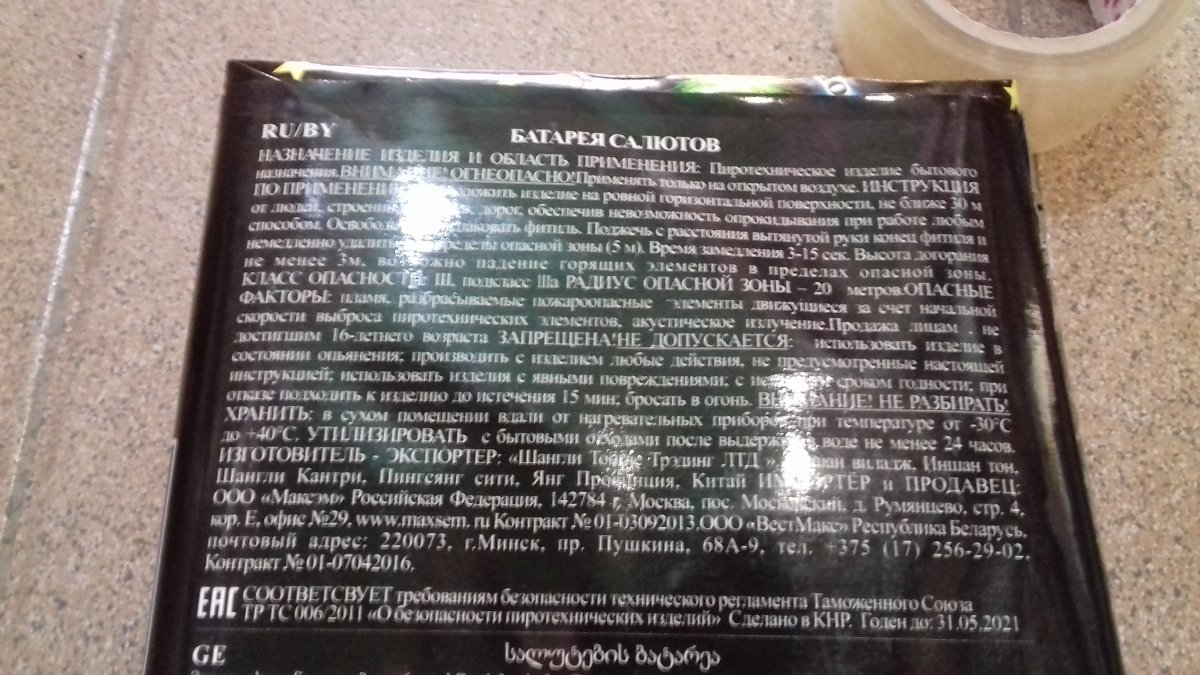 RU/BY
БАТАРЕЯ САЛЮТОВ
НАЗНАЧЕНИЕ ИЗДЕЛИЯ И ОБЛАСТЬ ПРИМЕНЕНИЯ: Пиротехническое изделие бытового
назначения. ОГНЕОПАСНО!Применять только на открытом воздухе. ИНСТРУКЦИЯ
ПО изделие на ровной горизонтальной поверхности, не ближе 30 м
от людей, дорог, обеспечив невозможность опрокидывания при работе любым
способом. фитиль. Поджечь с расстояния вытянутой руки конец фитиля и
немедленно опасной зоны (5 м). Время замедления 3-15 сек. Высота догорания
не менее 3м, падение горящих элементов в пределах опасной зоны.
КЛАСС ОПАСНОСТИ: III, подкласс IIIа РАДИУС ОПАСНОЙ ЗОНЫ – 20 метров.ОПАСНЫЕ
ФАКТОРЫ: пламя, разбрасываемые пожароопасные элементы движущиеся за счет начальной
скорости выброса пиротехнических элементов, акустическое излучение.Продажа лицам не
достигшим 16-летнего возраста ЗАПРЕЩЕНА!НЕ ДОПУСКАЕТСЯ: использовать изделие в
состоянии опьянения; производить с изделием любые действия, не предусмотренные настоящей
инструкцией; использовать изделия с явными повреждениями; с сроком годности; при
отказе подходить к изделию до истечения 15 мин; бросать в огонь. НЕ РАЗБИРАТЬ!
ХРАНИТЬ: в сухом помещении вдали от нагревательных приборов при температуре от -30°С
до +40°С. УТИЛИЗИРОВАТЬ с бытовыми отходами после воде не менее 24 часов.
ИЗГОТОВИТЕЛЬ - ЭКСПОРТЕР: «Шангли Трэдинг ЛТД » виладж, Иншан тон,
Шангли Кантри, Пингсянг сити, Янг Провинция, Китай ИМПОРТЕР и ПРОДАВЕЦ:
ООО «Максэм» Российская Федерация, 142784 г. Москва, пос. Московский, д. Румянцево, стр. 4,
кор. Е, офис №29, www.maxsem. ru Контракт № 01-03092013.ООО «ВестМакс» Республика Беларусь,
почтовый адрес: 220073, г.Минск, пр. Пушкина, 68А-9, тел. +375 (17) 256-29-02,
Контракт № 01-07042016.
EAC СООТВЕТСВУЕТ требованиям безопасности технического регламента Таможенного Союза
ТР ТС 006/2011 «О безопасности пиротехнических изделий» Сделано в КНР. Годен до: 31.05.2021
GE
სალუტების ბატარეა